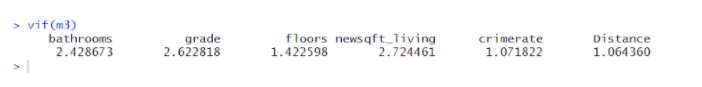 > vif(m3)
bathrooms grade floors newsqft_living crimerate Distance
2.428673 2.622818 1.422598 2.724461 1.071822 1.064360
>